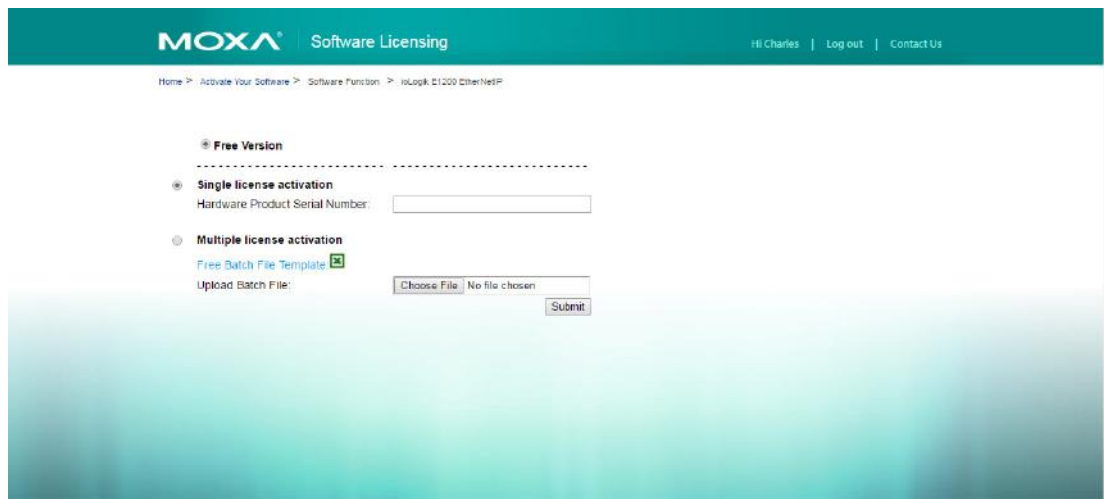 MOXA® Software Licensing
Hi Charles | Log out | Contact Us
Home > Activate Your Software > Software Function > ioLogik E1200 EtherNetIP
Free Version
Single license activation
Hardware Product Serial Number:
Multiple license activation
Free Batch File Template
Upload Batch File: Choose File No file chosen
Submit